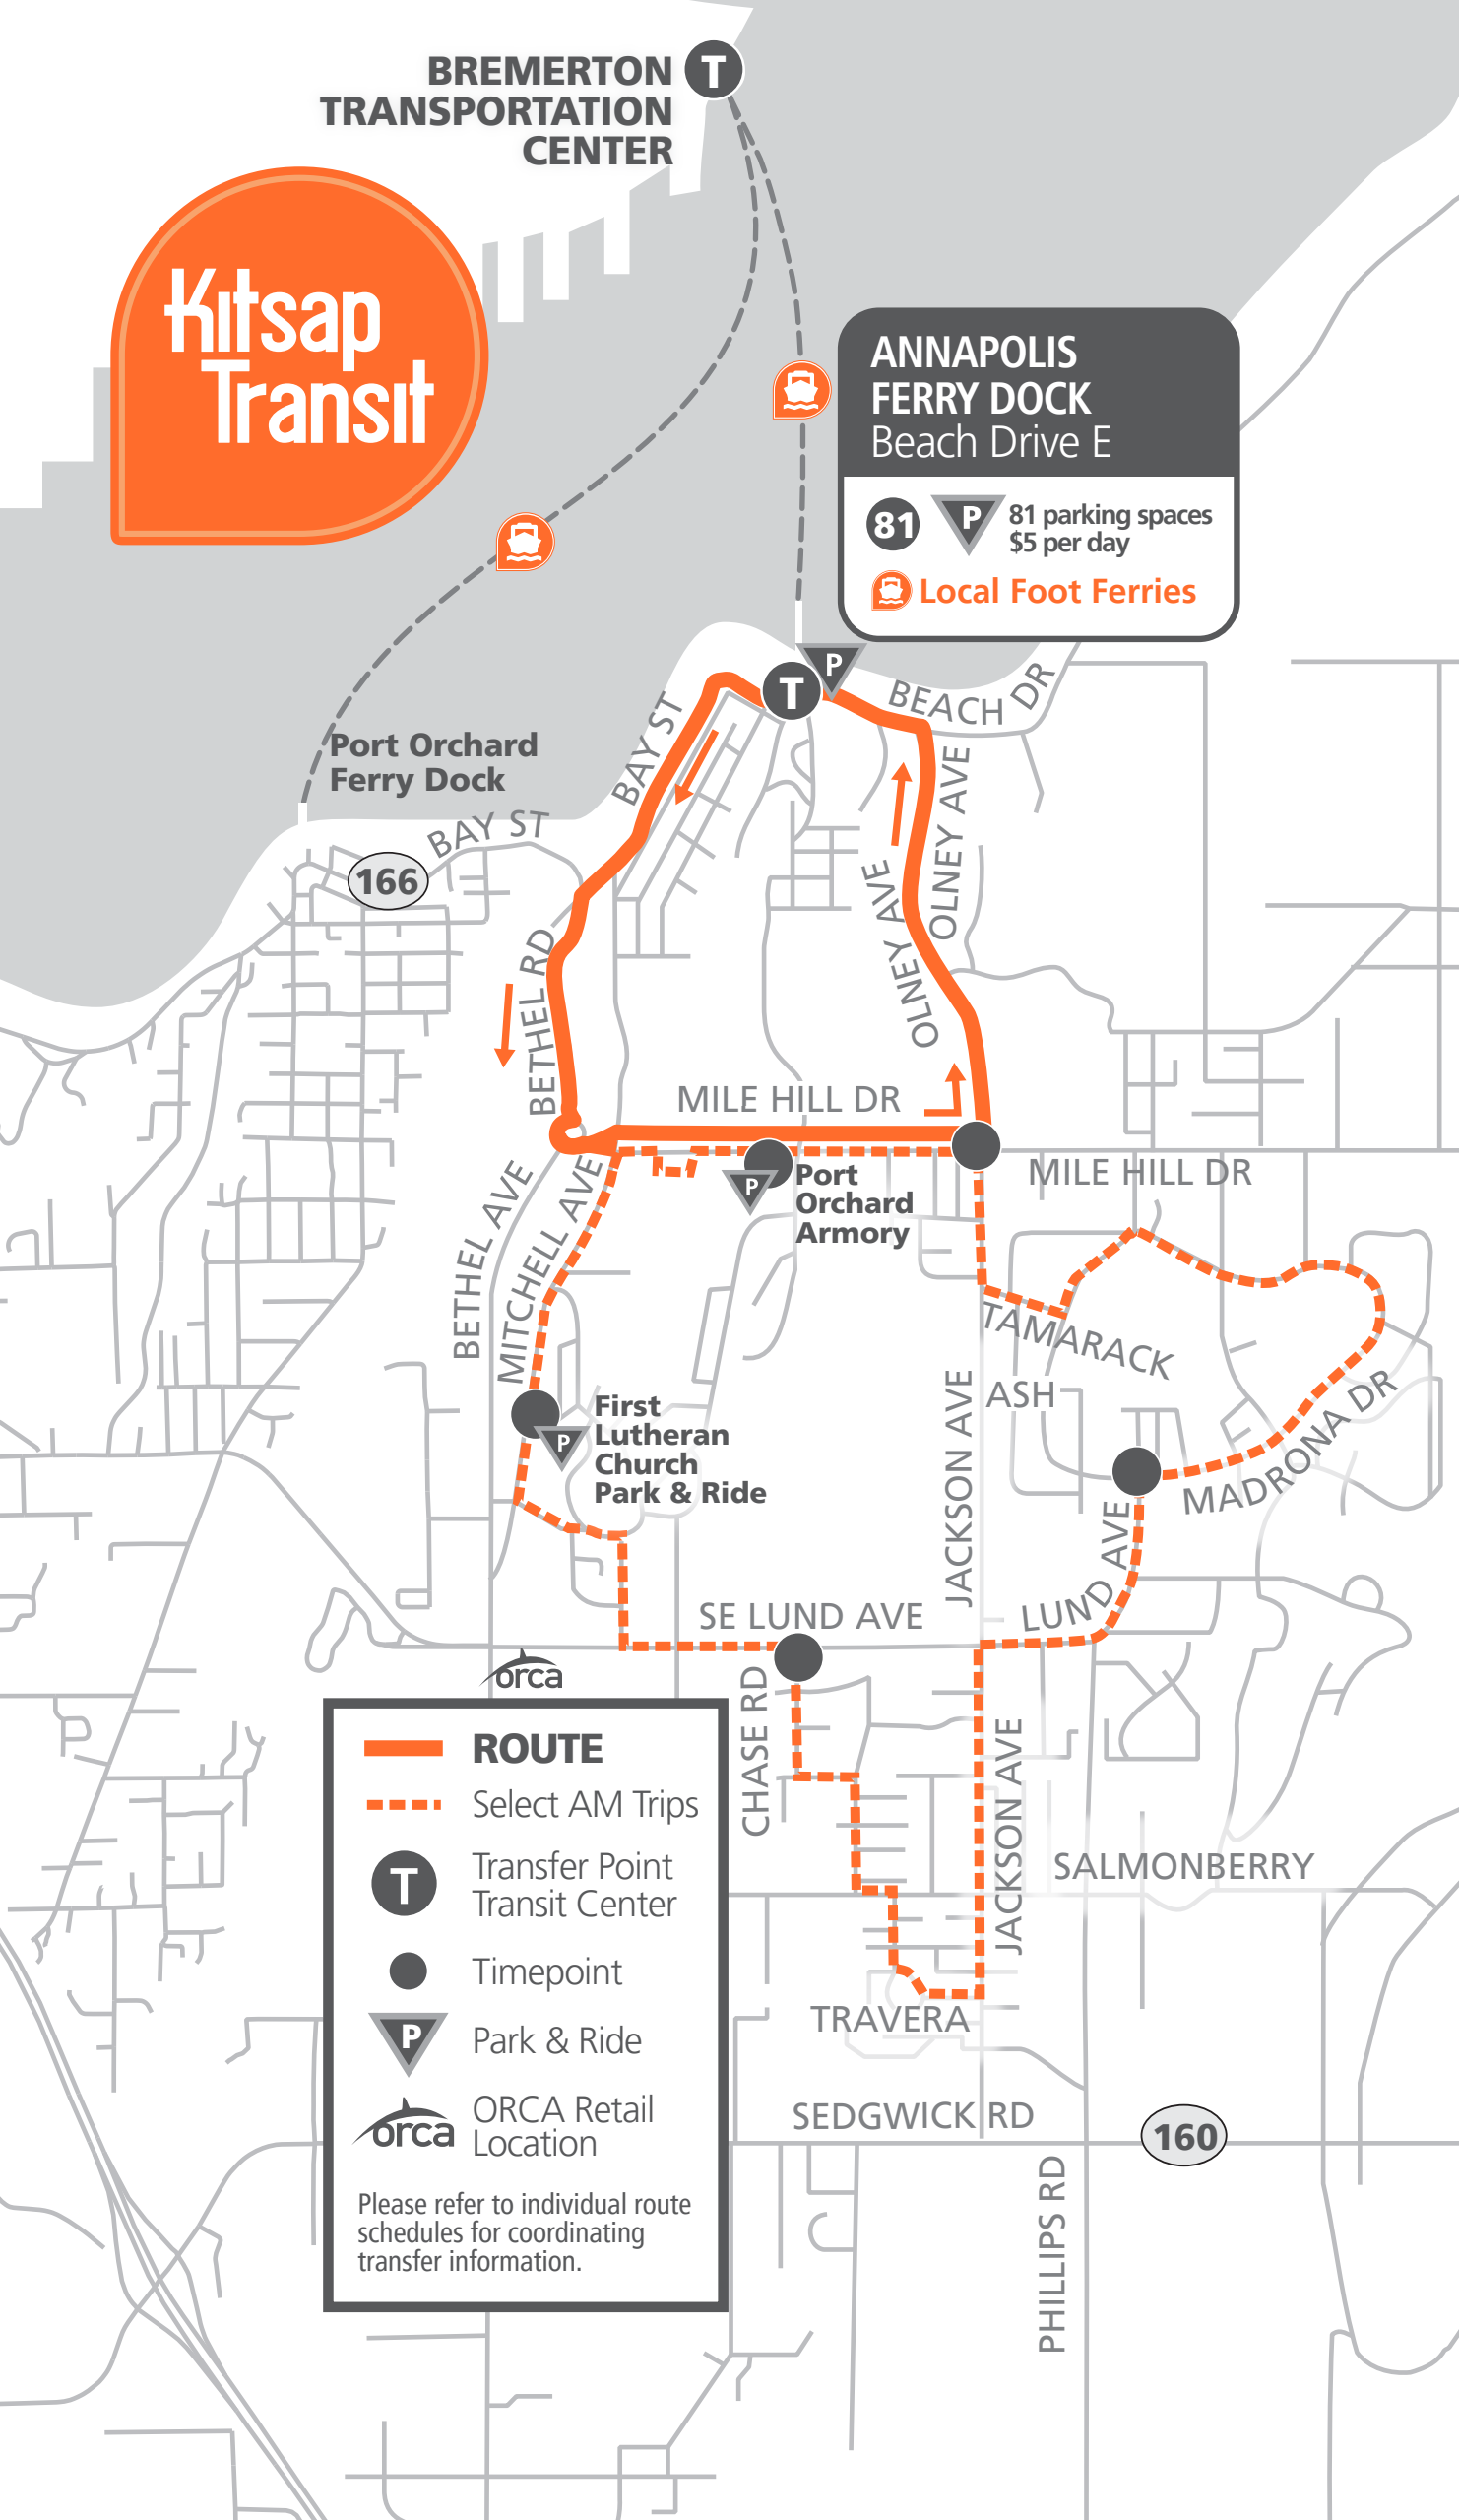 BREMERTON
TRANSPORTATION
CENTER
T
Kitsap
Transit
ANNAPOLIS
FERRY DOCK
Beach Drive E
81
P
81 parking spaces
$5 per day
Local Foot Ferries
P
T
BEACH DR
BAY ST
Port Orchard
Ferry Dock
BAY ST
166
OLNEY AVE
OLNEY AVE
BETHEL RD
MILE HILL DR
MILE HILL DR
P
Port
Orchard
Armory
BETHEL AVE
MITCHELL AVE
TAMARACK
ASH
JACKSON AVE
MADRONA DR
P
First
Lutheran
Church
Park & Ride
LUND AVE
SE LUND AVE
orca
CHASE RD
JACKSON AVE
SALMONBERRY
TRAVERA
SEDGWICK RD
160
PHILLIPS RD
ROUTE
Select AM Trips
T
Transfer Point
Transit Center
Timepoint
P
Park & Ride
orca
ORCA Retail
Location
Please refer to individual route
schedules for coordinating
transfer information.